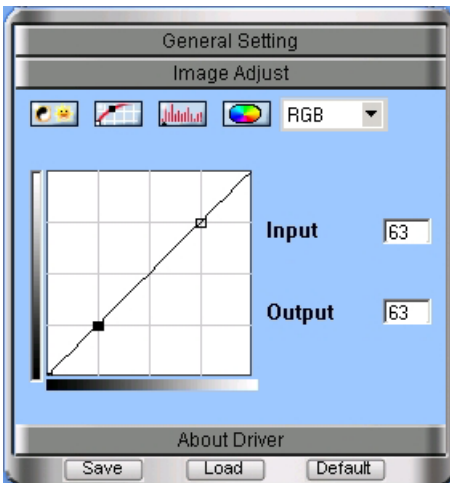 General Setting
Image Adjust
RGB
Input 63
Output 63
About Driver
Save Load Default